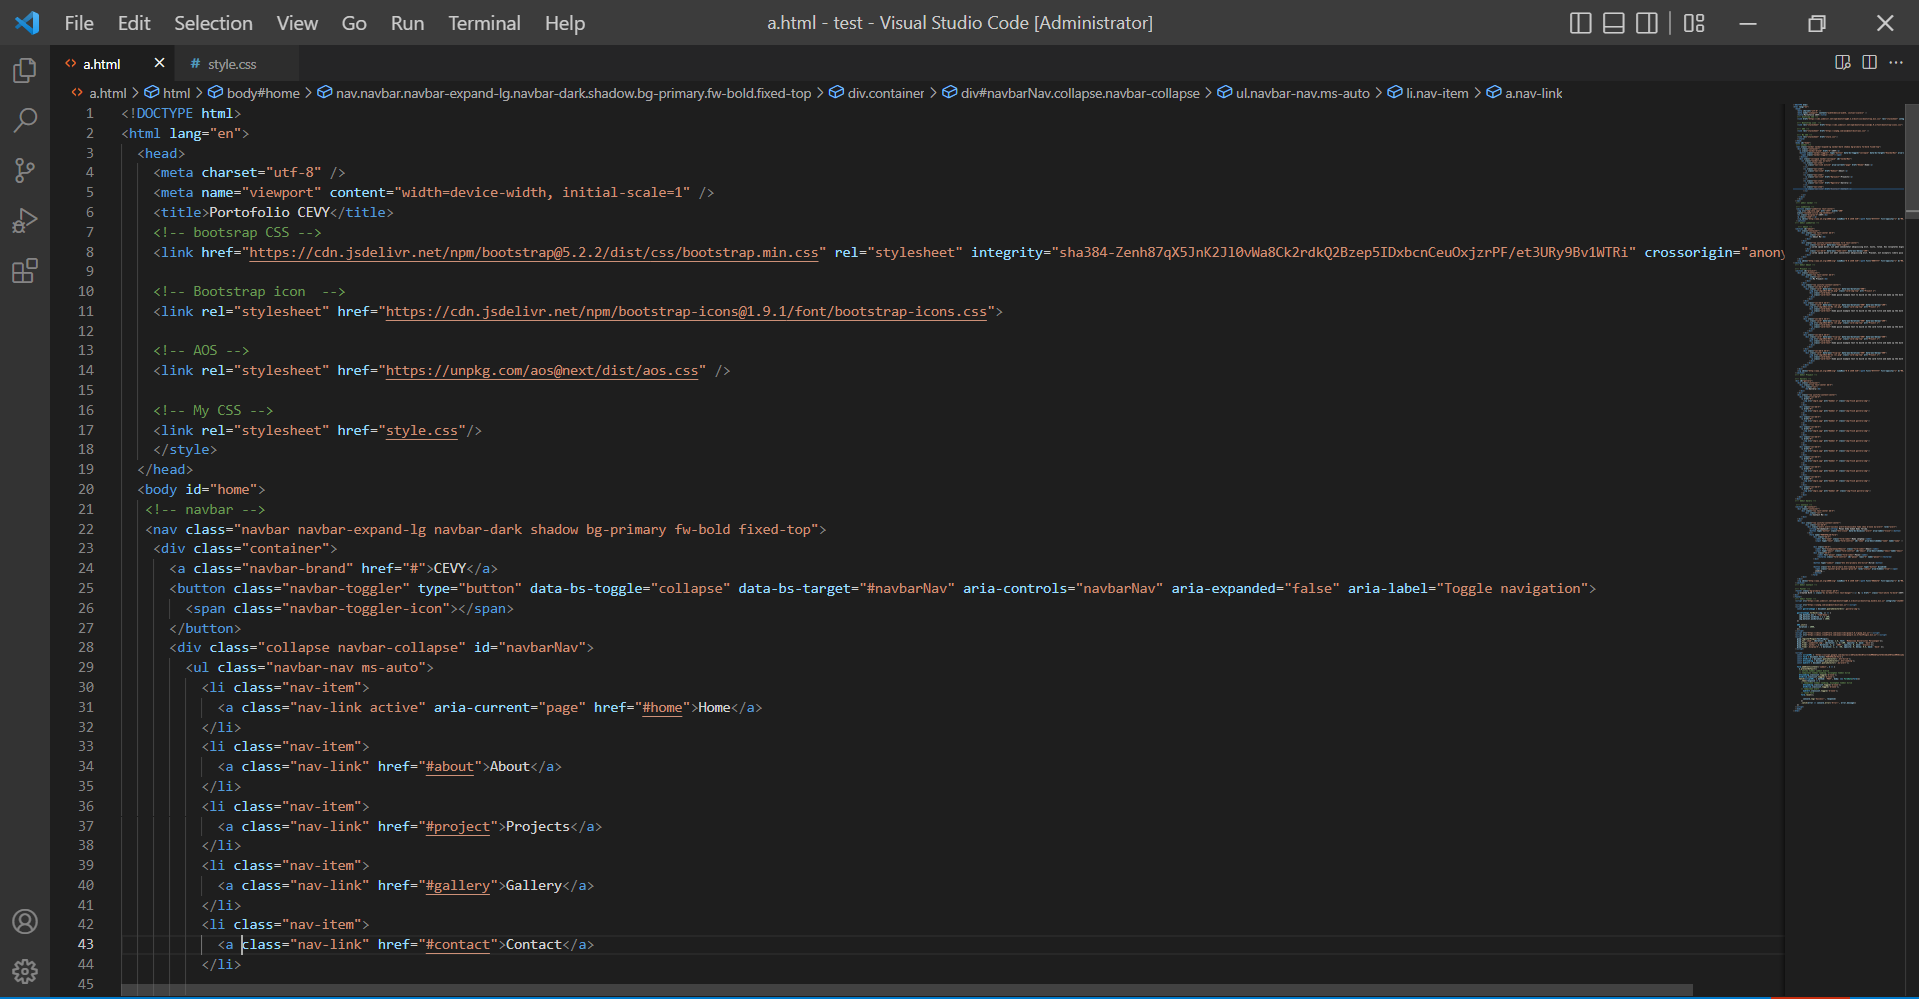 File Edit Selection View Go Run Terminal Help a.html - test - Visual Studio Code [Administrator]
a.html # style.css
a.html > html > body#home > nav.navbar.navbar-expand-lg.navbar-dark.shadow.bg-primary.fw-bold.fixed-top > div.container > div#navbarNav.collapse.navbar-collapse > ul.navbar-nav.ms-auto > li.nav-item > a.nav-link
1 <!DOCTYPE html>
2 <html lang="en">
3 <head>
4 <meta charset="utf-8" />
5 <meta name="viewport" content="width=device-width, initial-scale=1" />
6 <title>Portofolio CEVY</title>
7 <!-- bootsrap CSS -->
8 <link href="https://cdn.jsdelivr.net/npm/bootstrap@5.2.2/dist/css/bootstrap.min.css" rel="stylesheet" integrity="sha384-Zenh87qX5JnK2Jl0vWa8Ck2rdkQ2Bzep5IDxbcnCeuOxjzrPF/et3URy9Bv1WTRi" crossorigin="anony
9
10 <!-- Bootstrap icon -->
11 <link rel="stylesheet" href="https://cdn.jsdelivr.net/npm/bootstrap-icons@1.9.1/font/bootstrap-icons.css">
12
13 <!-- AOS -->
14 <link rel="stylesheet" href="https://unpkg.com/aos@next/dist/aos.css" />
15
16 <!-- My CSS -->
17 <link rel="stylesheet" href="style.css"/>
18 </style>
19 </head>
20 <body id="home">
21 <!-- navbar -->
22 <nav class="navbar navbar-expand-lg navbar-dark shadow bg-primary fw-bold fixed-top">
23 <div class="container">
24 <a class="navbar-brand" href="#">CEVY</a>
25 <button class="navbar-toggler" type="button" data-bs-toggle="collapse" data-bs-target="#navbarNav" aria-controls="navbarNav" aria-expanded="false" aria-label="Toggle navigation">
26 <span class="navbar-toggler-icon"></span>
27 </button>
28 <div class="collapse navbar-collapse" id="navbarNav">
29 <ul class="navbar-nav ms-auto">
30 <li class="nav-item">
31 <a class="nav-link active" aria-current="page" href="#home">Home</a>
32 </li>
33 <li class="nav-item">
34 <a class="nav-link" href="#about">About</a>
35 </li>
36 <li class="nav-item">
37 <a class="nav-link" href="#project">Projects</a>
38 </li>
39 <li class="nav-item">
40 <a class="nav-link" href="#gallery">Gallery</a>
41 </li>
42 <li class="nav-item">
43 <a class="nav-link" href="#contact">Contact</a>
44 </li>
45